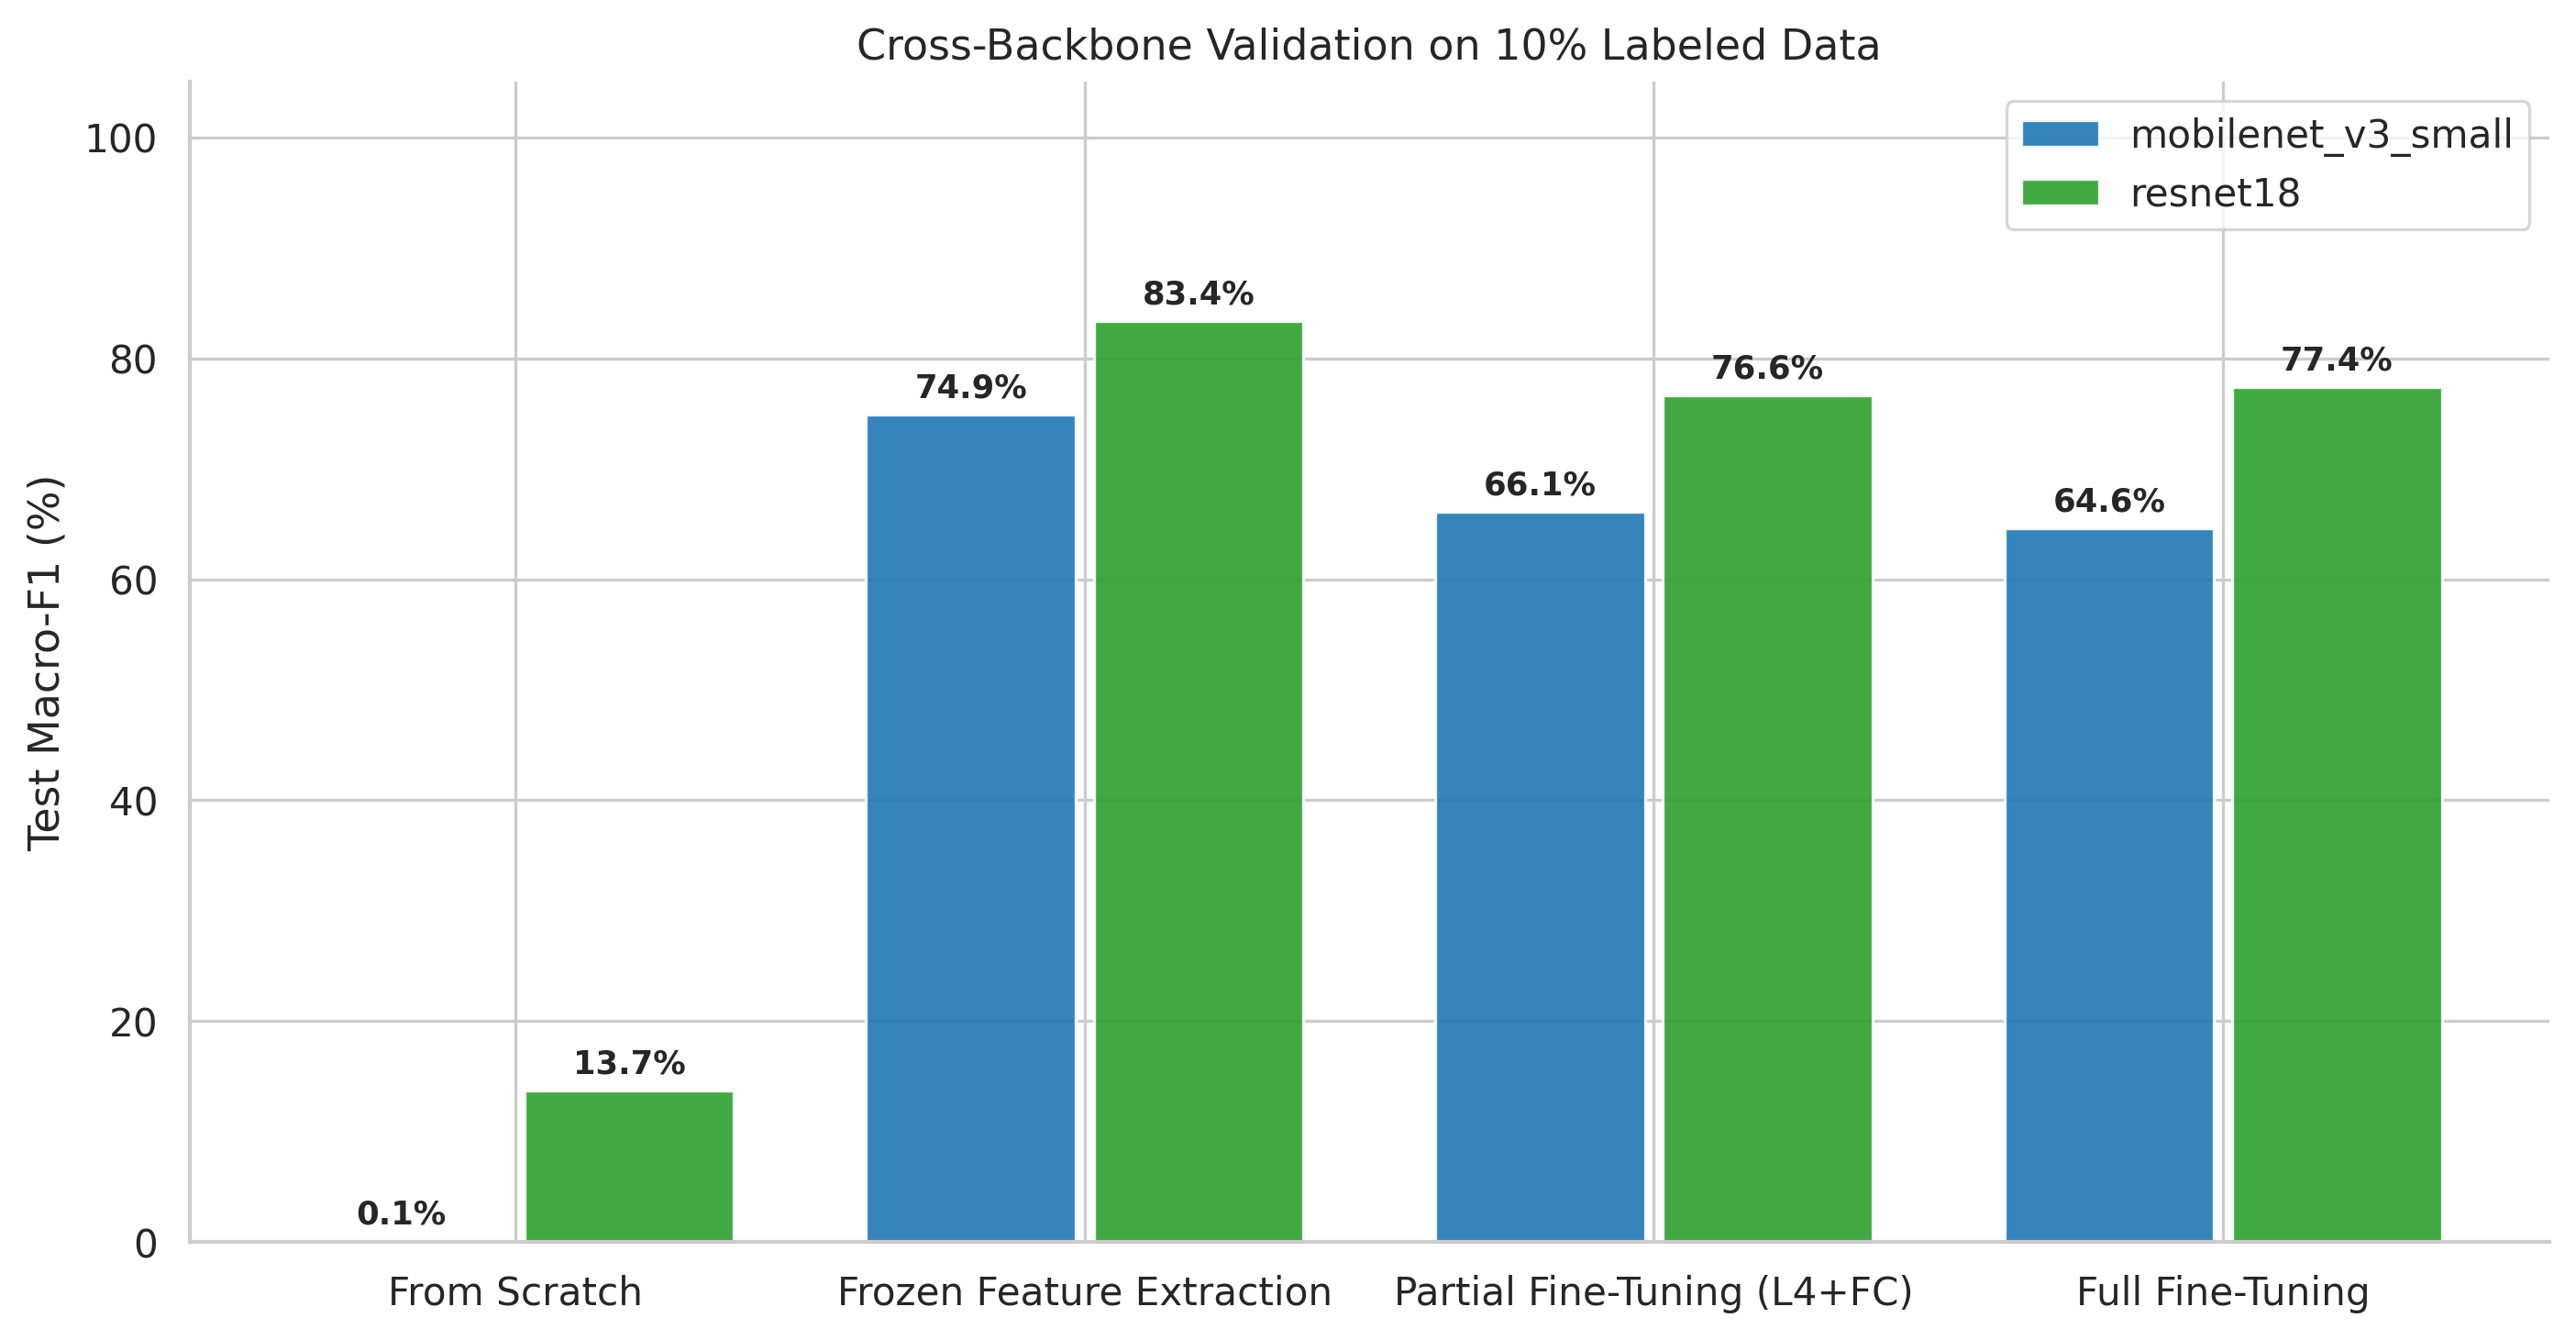 Cross-Backbone Validation on 10% Labeled Data
mobilenet_v3_small
resnet18
Test Macro-F1 (%)
100
80
60
40
20
0
0.1%
13.7%
74.9%
83.4%
66.1%
76.6%
64.6%
77.4%
From Scratch
Frozen Feature Extraction
Partial Fine-Tuning (L4+FC)
Full Fine-Tuning